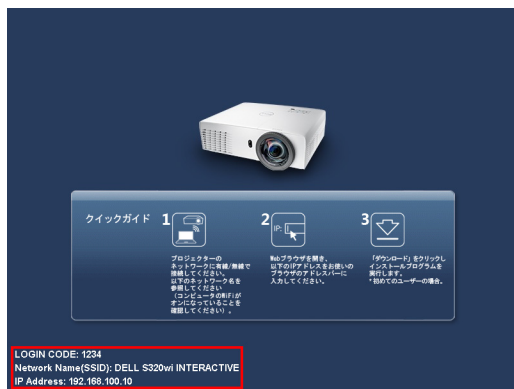 クイックガイド
1
2
3
IP:
プロジェクターの
ネットワークに有線/無線で
接続してください。
以下のネットワーク名を
参照してください
（コンピュータのWiFiが
オンになっていることを
確認してください）。
Webブラウザを開き、
以下のIPアドレスをお使いの
ブラウザのアドレスバーに
入力してください。
「ダウンロード」をクリックし
インストールプログラムを
実行します。
*初めてのユーザーの場合。
LOGIN CODE: 1234
Network Name(SSID): DELL S320wi INTERACTIVE
IP Address: 192.168.100.10